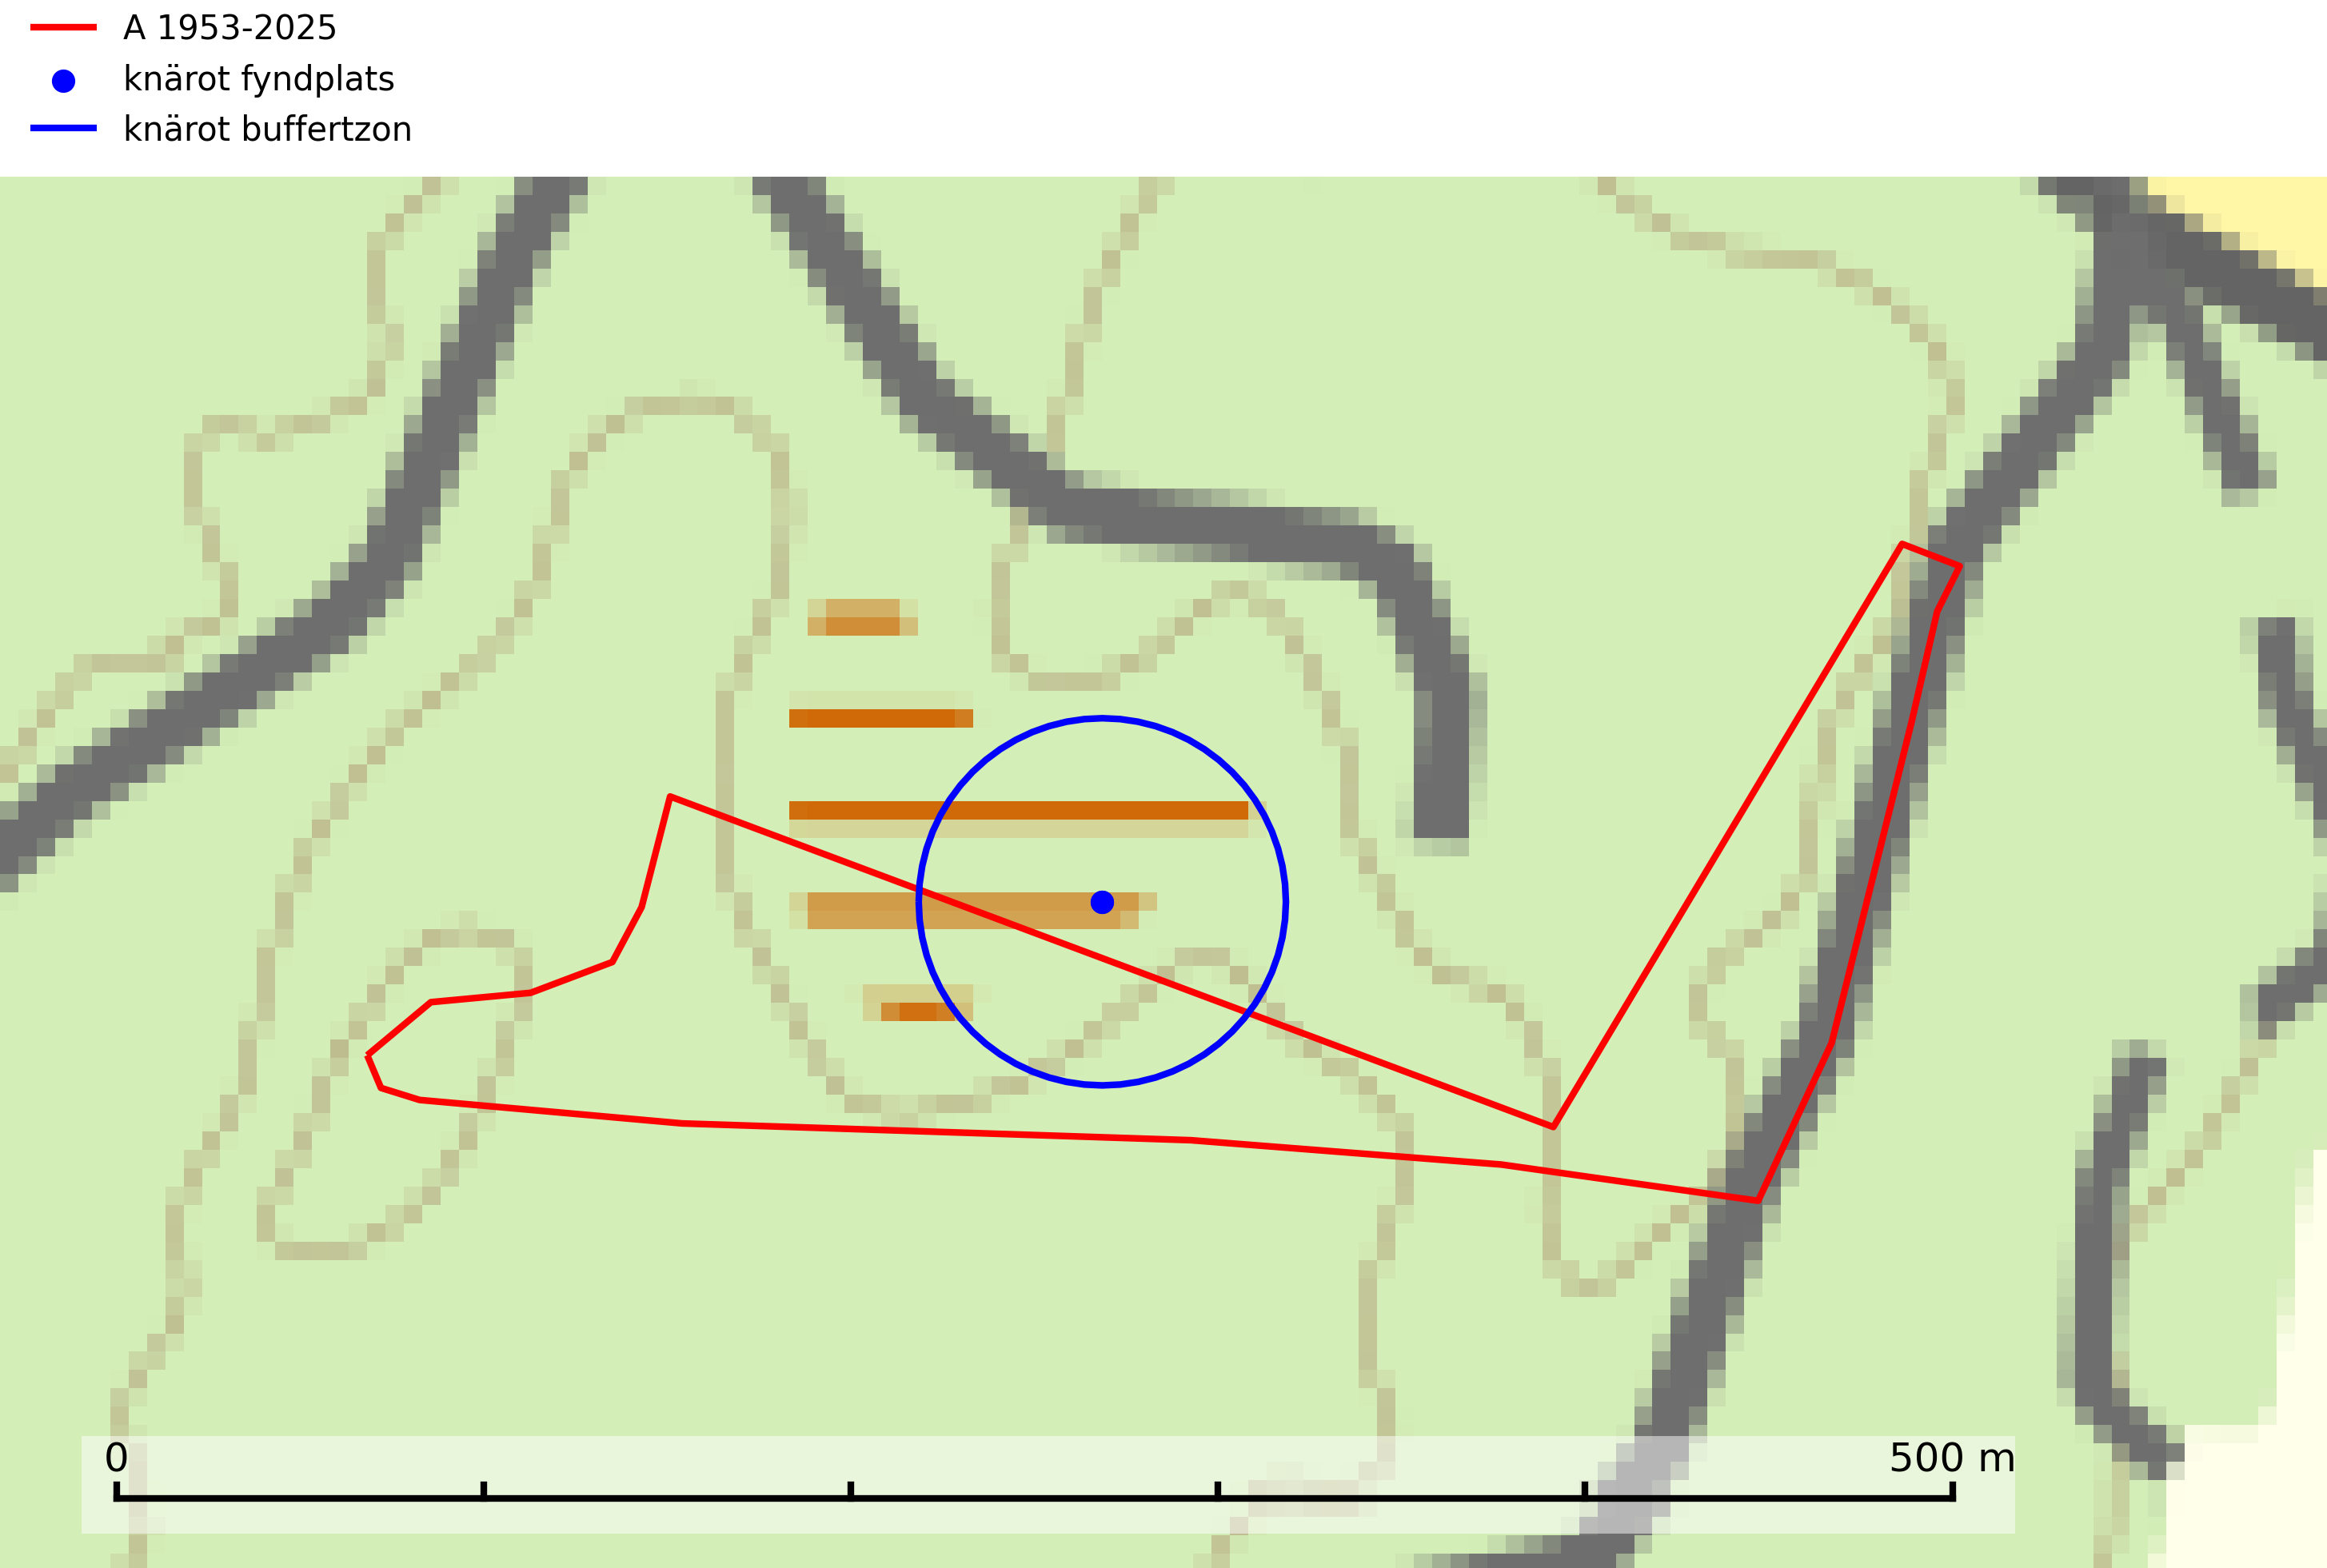 A 1953-2025
knärot fyndplats
knärot buffertzon
0
500 m